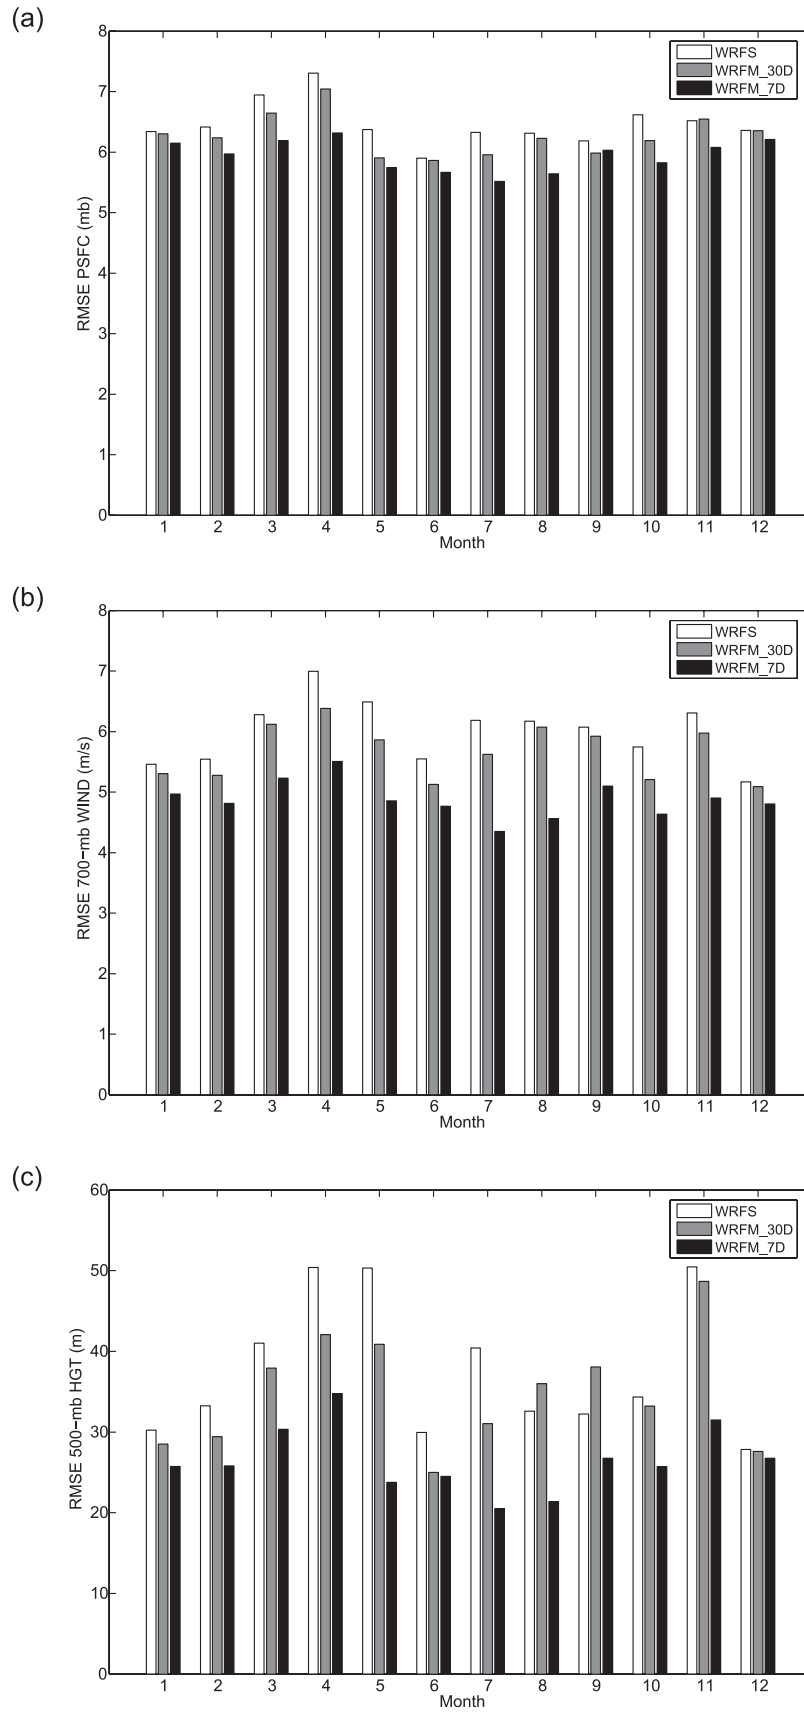 (a)
8
7
6
5
4
3
2
1
0
RMSE PSFC (mb)
WRFS
WRFM_30D
WRFM_7D
1 2 3 4 5 6 7 8 9 10 11 12
Month
(b)
8
7
6
5
4
3
2
1
0
RMSE 700−mb WIND (m/s)
WRFS
WRFM_30D
WRFM_7D
1 2 3 4 5 6 7 8 9 10 11 12
Month
(c)
60
50
40
30
20
10
0
RMSE 500−mb HGT (m)
WRFS
WRFM_30D
WRFM_7D
1 2 3 4 5 6 7 8 9 10 11 12
Month